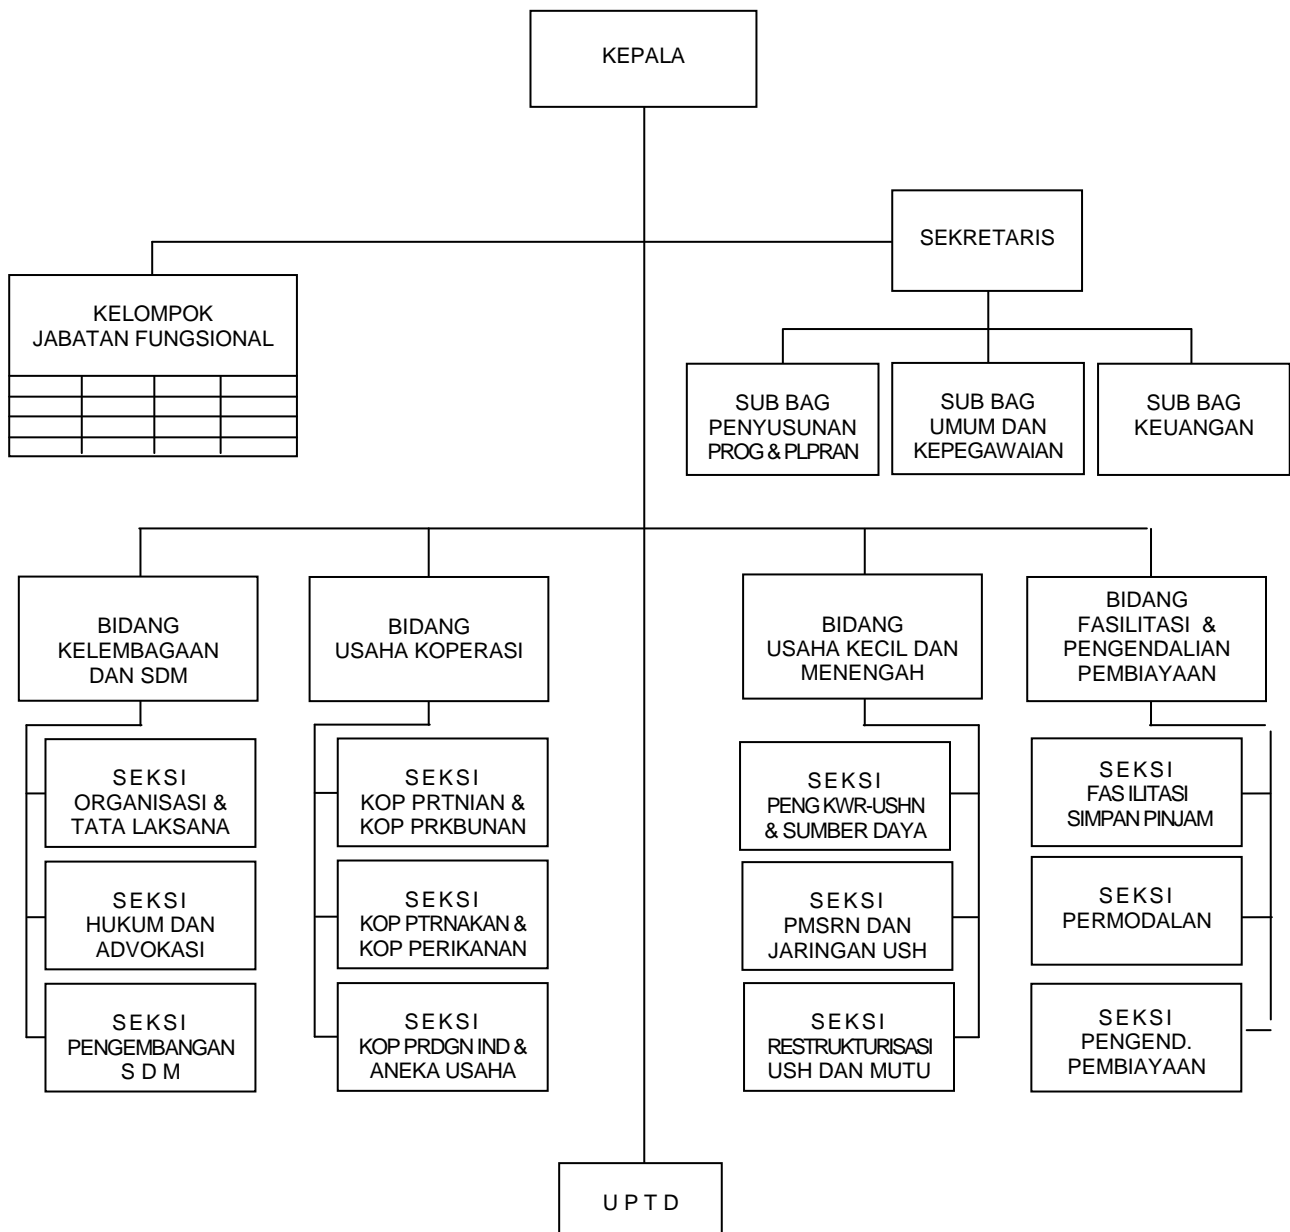 KEPALA
SEKRETARIS
KELOMPOK
JABATAN FUNGSIONAL
SUB BAG
PENYUSUNAN
PROG & PLPRAN
SUB BAG
UMUM DAN
KEPEGAWAIAN
SUB BAG
KEUANGAN
BIDANG
KELEMBAGAAN
DAN SDM
BIDANG
USAHA KOPERASI
BIDANG
USAHA KECIL DAN
MENENGAH
BIDANG
FASILITASI &
PENGENDALIAN
PEMBIAYAAN
SEKSI
ORGANISASI &
TATA LAKSANA
SEKSI
HUKUM DAN
ADVOKASI
SEKSI
PENGEMBANGAN
S D M
SEKSI
KOP PRTNIAN &
KOP PRKBUNAN
SEKSI
KOP PTRNAKAN &
KOP PERIKANAN
SEKSI
KOP PRDGN IND &
ANEKA USAHA
SEKSI
PENG KWR-USHN
& SUMBER DAYA
SEKSI
PMSRN DAN
JARINGAN USH
SEKSI
RESTRUKTURISASI
USH DAN MUTU
SEKSI
FAS ILITASI
SIMPAN PINJAM
SEKSI
PERMODALAN
SEKSI
PENGEND.
PEMBIAYAAN
U P T D